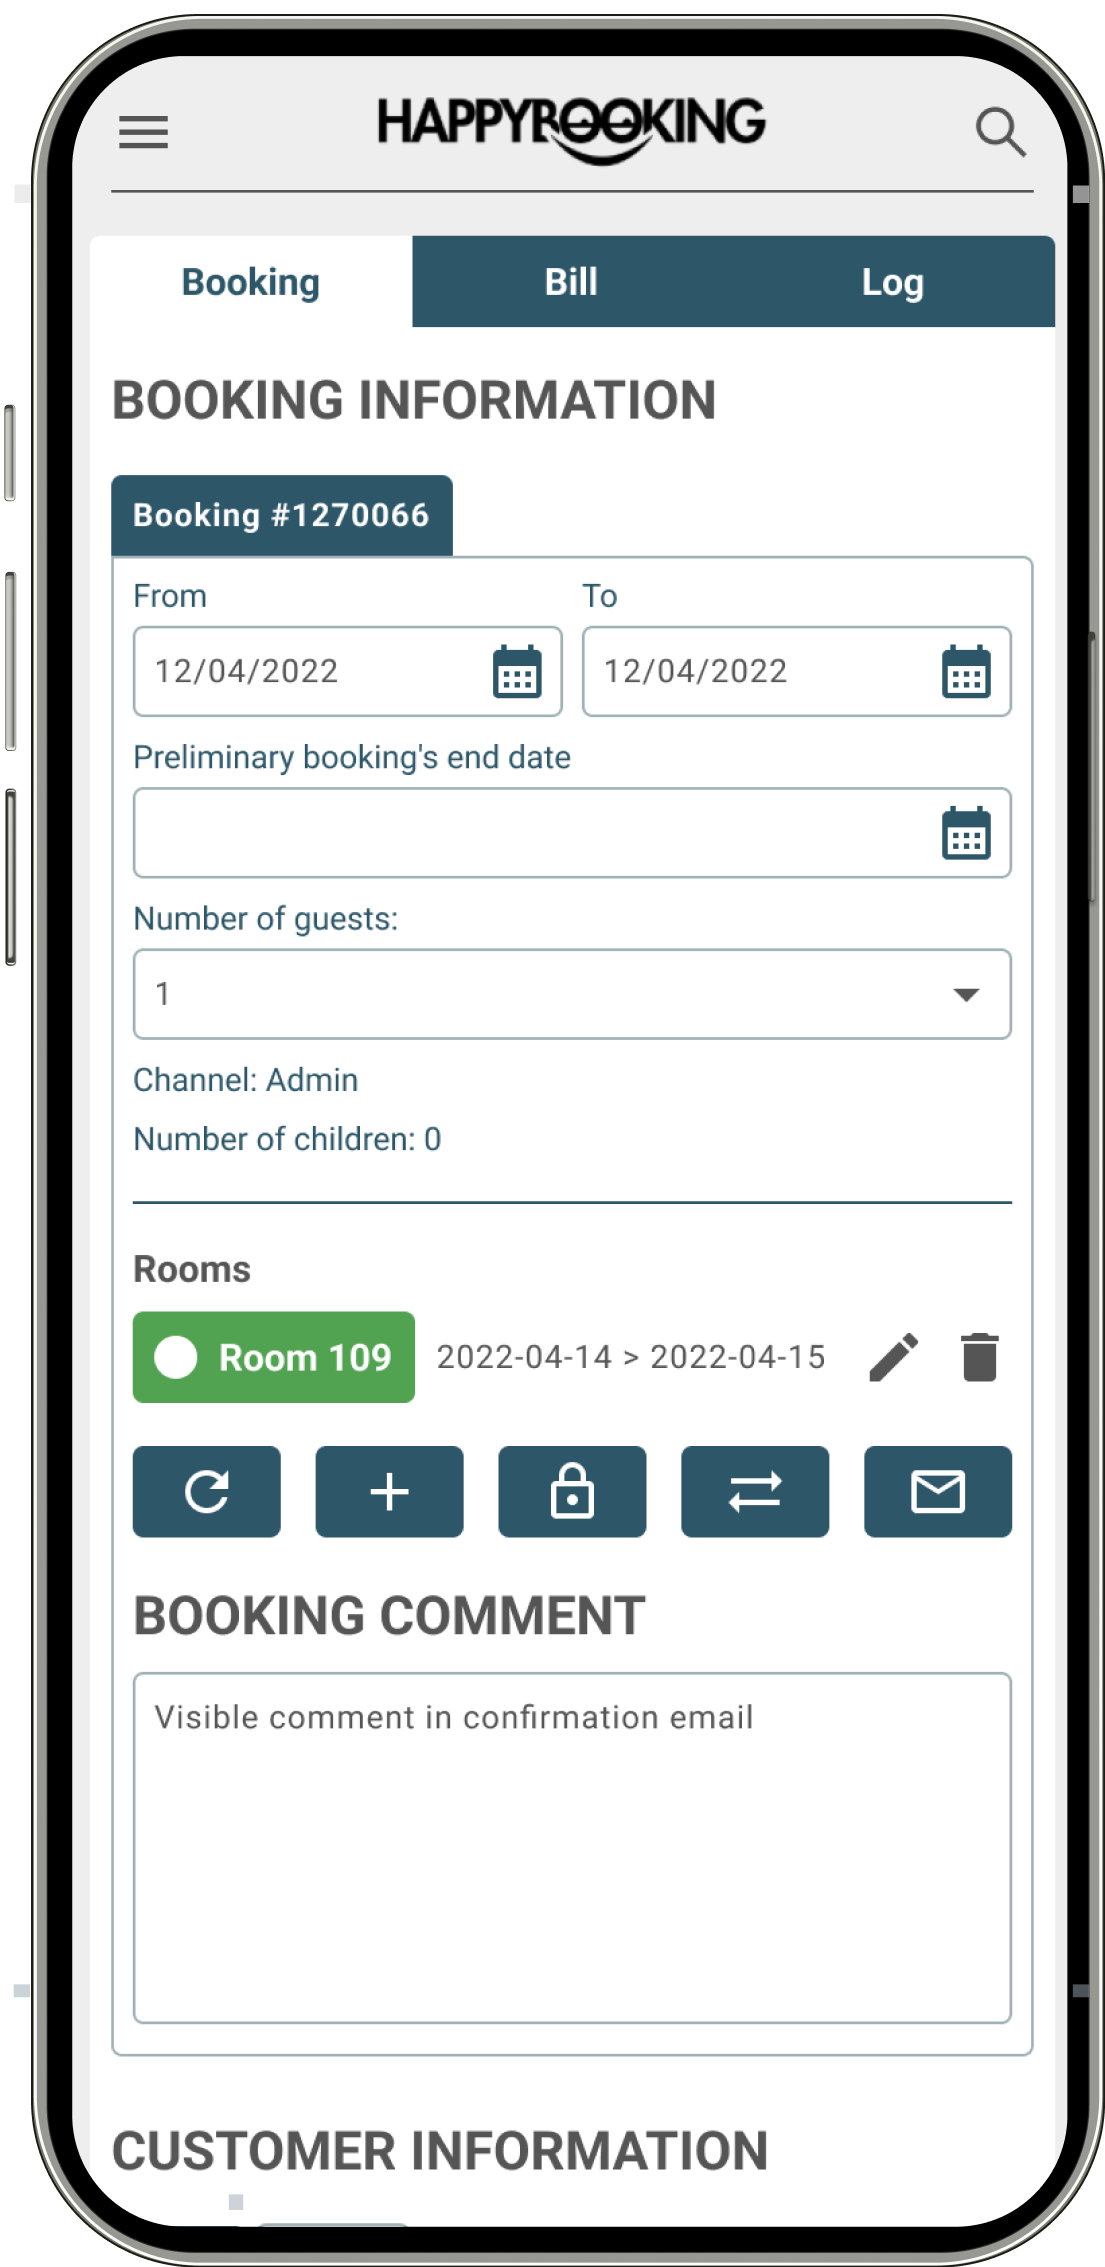 HAPPYBOOKING
Booking Bill Log
BOOKING INFORMATION
Booking #1270066
From To
12/04/2022 12/04/2022
Preliminary booking's end date
Number of guests:
1
Channel: Admin
Number of children: 0
Rooms
Room 109 2022-04-14 > 2022-04-15
BOOKING COMMENT
Visible comment in confirmation email
CUSTOMER INFORMATION